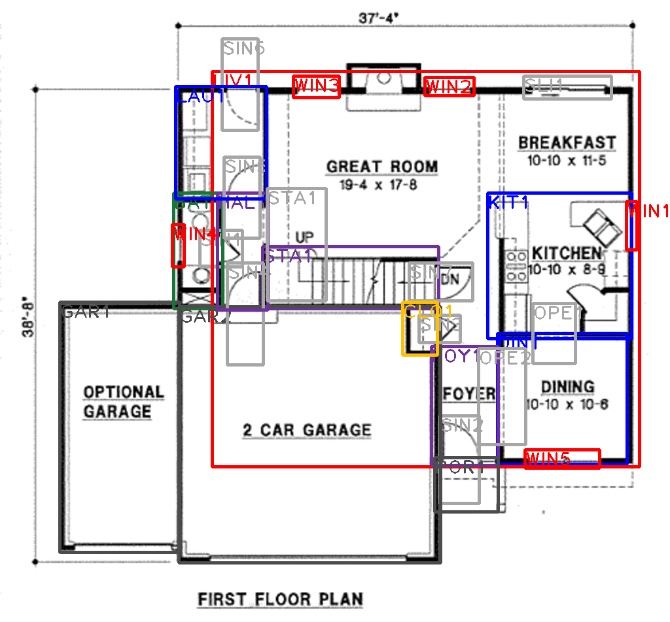 37'-4"
SIN6
LIV1
WIN3
WIN2
SLI1
LAU1
BREAKFAST
10-10 x 11-5
GREAT ROOM
19-4 x 17-8
SIN
STA1
HAL
KIT1
WIN1
WIN4
UP
KITCHEN
10-10 x 8-9
STA1
SIN
SIN
DN
38'-8"
GAR1
GAR
CLO1
SIN
OPE
DIN1
FOY1
OPE2
OPTIONAL
GARAGE
FOYER
DINING
10-10 x 10-6
2 CAR GARAGE
SIN2
WIN5
POR1
FIRST FLOOR PLAN